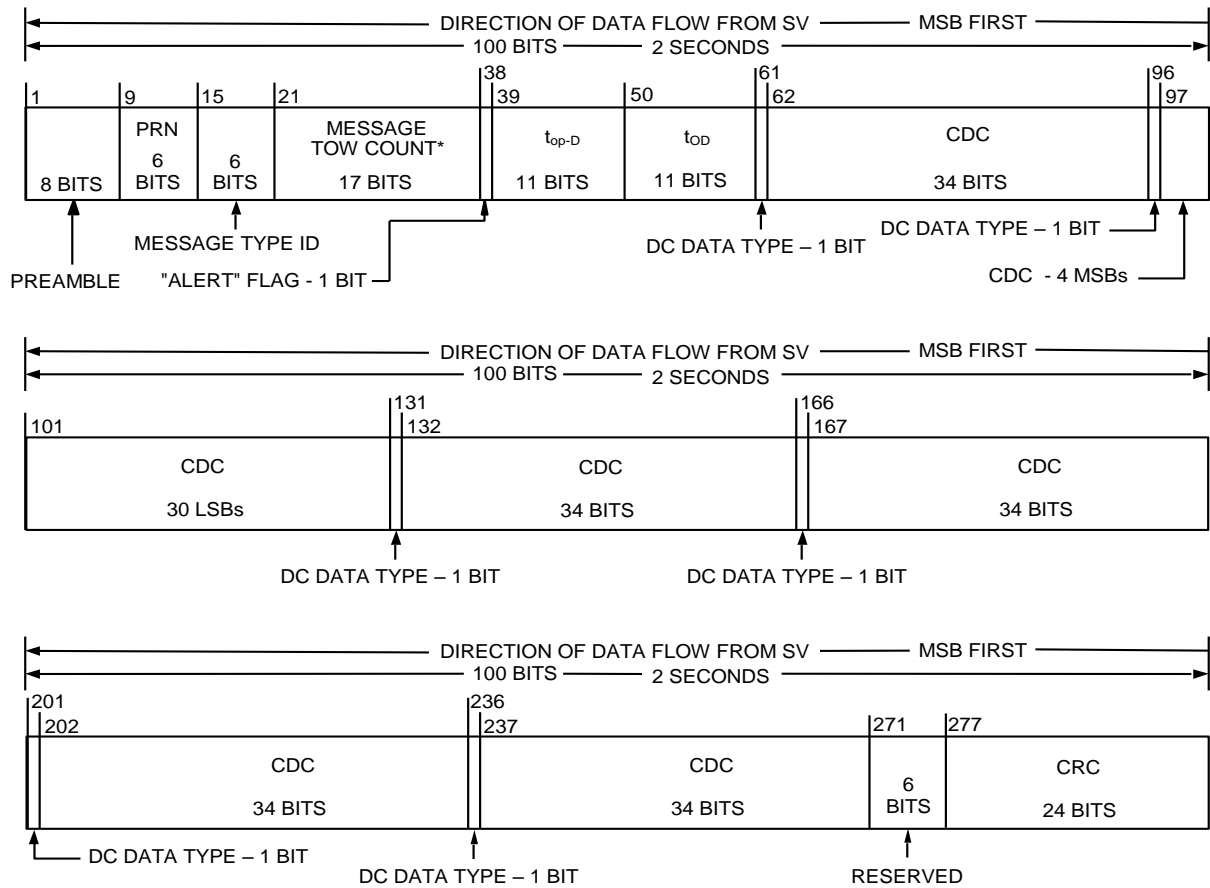 DIRECTION OF DATA FLOW FROM SV MSB FIRST
100 BITS 2 SECONDS
38 61 96
1 9 15 21 39 50 62 97
PRN MESSAGE
TOW COUNT* top-D tOD CDC
6 6
8 BITS BITS BITS 17 BITS 11 BITS 11 BITS 34 BITS
DC DATA TYPE – 1 BIT
MESSAGE TYPE ID DC DATA TYPE – 1 BIT
PREAMBLE "ALERT" FLAG - 1 BIT CDC - 4 MSBs
DIRECTION OF DATA FLOW FROM SV MSB FIRST
100 BITS 2 SECONDS
131 166
101 132 167
CDC CDC CDC
30 LSBs 34 BITS 34 BITS
DC DATA TYPE – 1 BIT DC DATA TYPE – 1 BIT
DIRECTION OF DATA FLOW FROM SV MSB FIRST
100 BITS 2 SECONDS
201 236
202 237 271 277
CDC CDC CRC
6
34 BITS 34 BITS BITS 24 BITS
DC DATA TYPE – 1 BIT
DC DATA TYPE – 1 BIT RESERVED